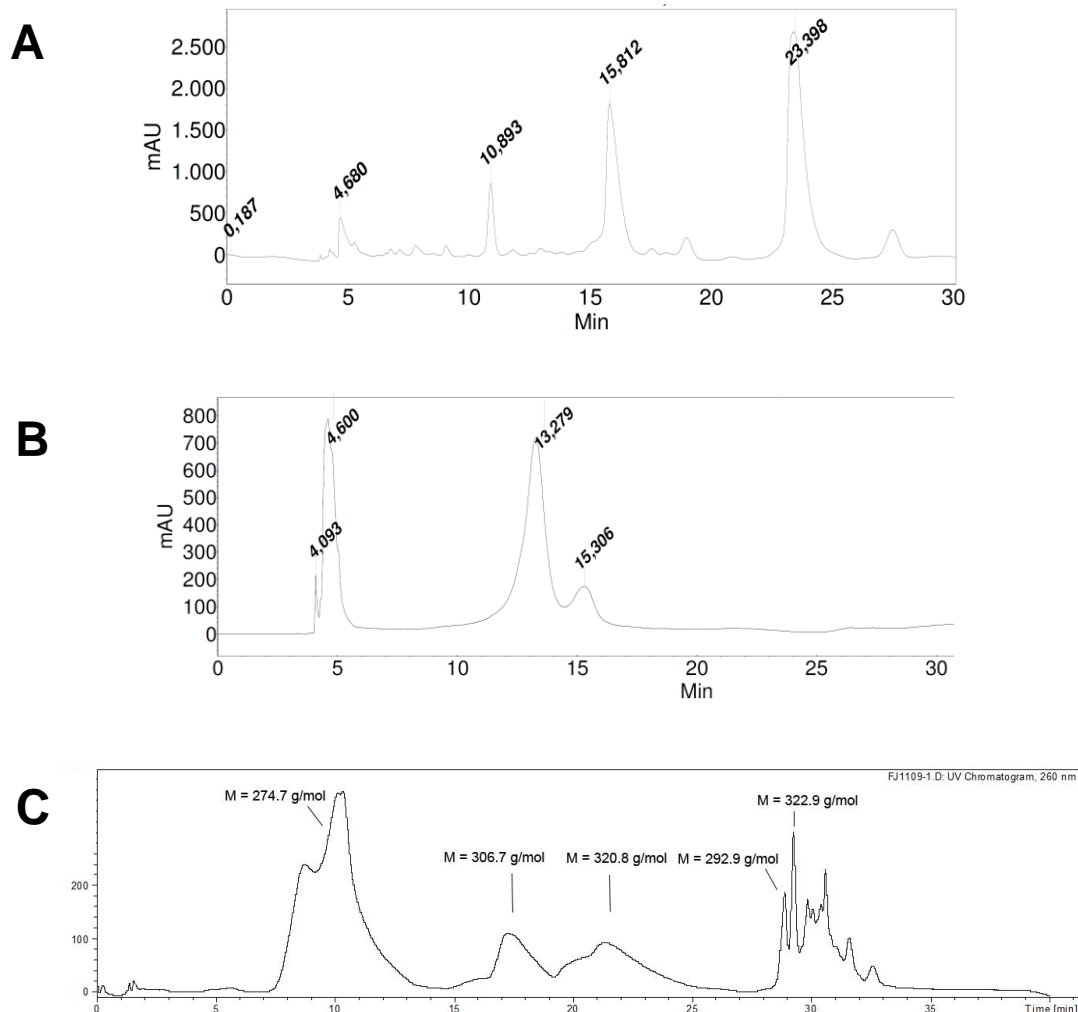 A
mAU
2.500
2.000
1.500
1.000
500
0
0,187
4,680
10,893
15,812
23,398
0 5 10 15 20 25 30
Min
B
mAU
800
700
600
500
400
300
200
100
0
4,093
4,600
13,279
15,306
0 5 10 15 20 25 30
Min
C
FJ1109-1.D: UV Chromatogram, 260 nm
M = 274.7 g/mol
M = 322.9 g/mol
M = 306.7 g/mol M = 320.8 g/mol M = 292.9 g/mol
200
100
0
0 5 10 15 20 25 30 35 Time [min]